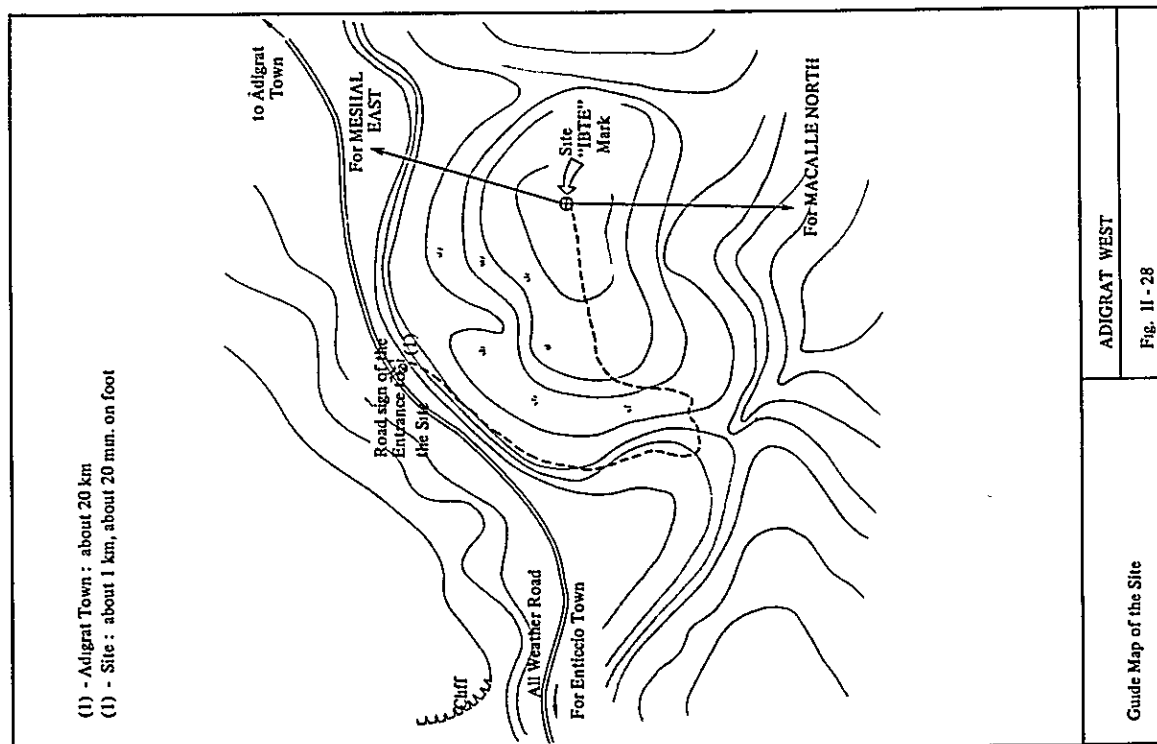 (1) - Adigrat Town : about 20 km
(1) - Site : about 1 km, about 20 mm. on foot
to Adigrat
Town
For MESHAL
EAST
Road sign of the
Entrance for (1)
the Site
Site
"IBTE"
Mark
Cliff
All Weather Road
For Enticcio Town
For MACALLE NORTH
Guide Map of the Site
ADIGRAT WEST
Fig. II - 28